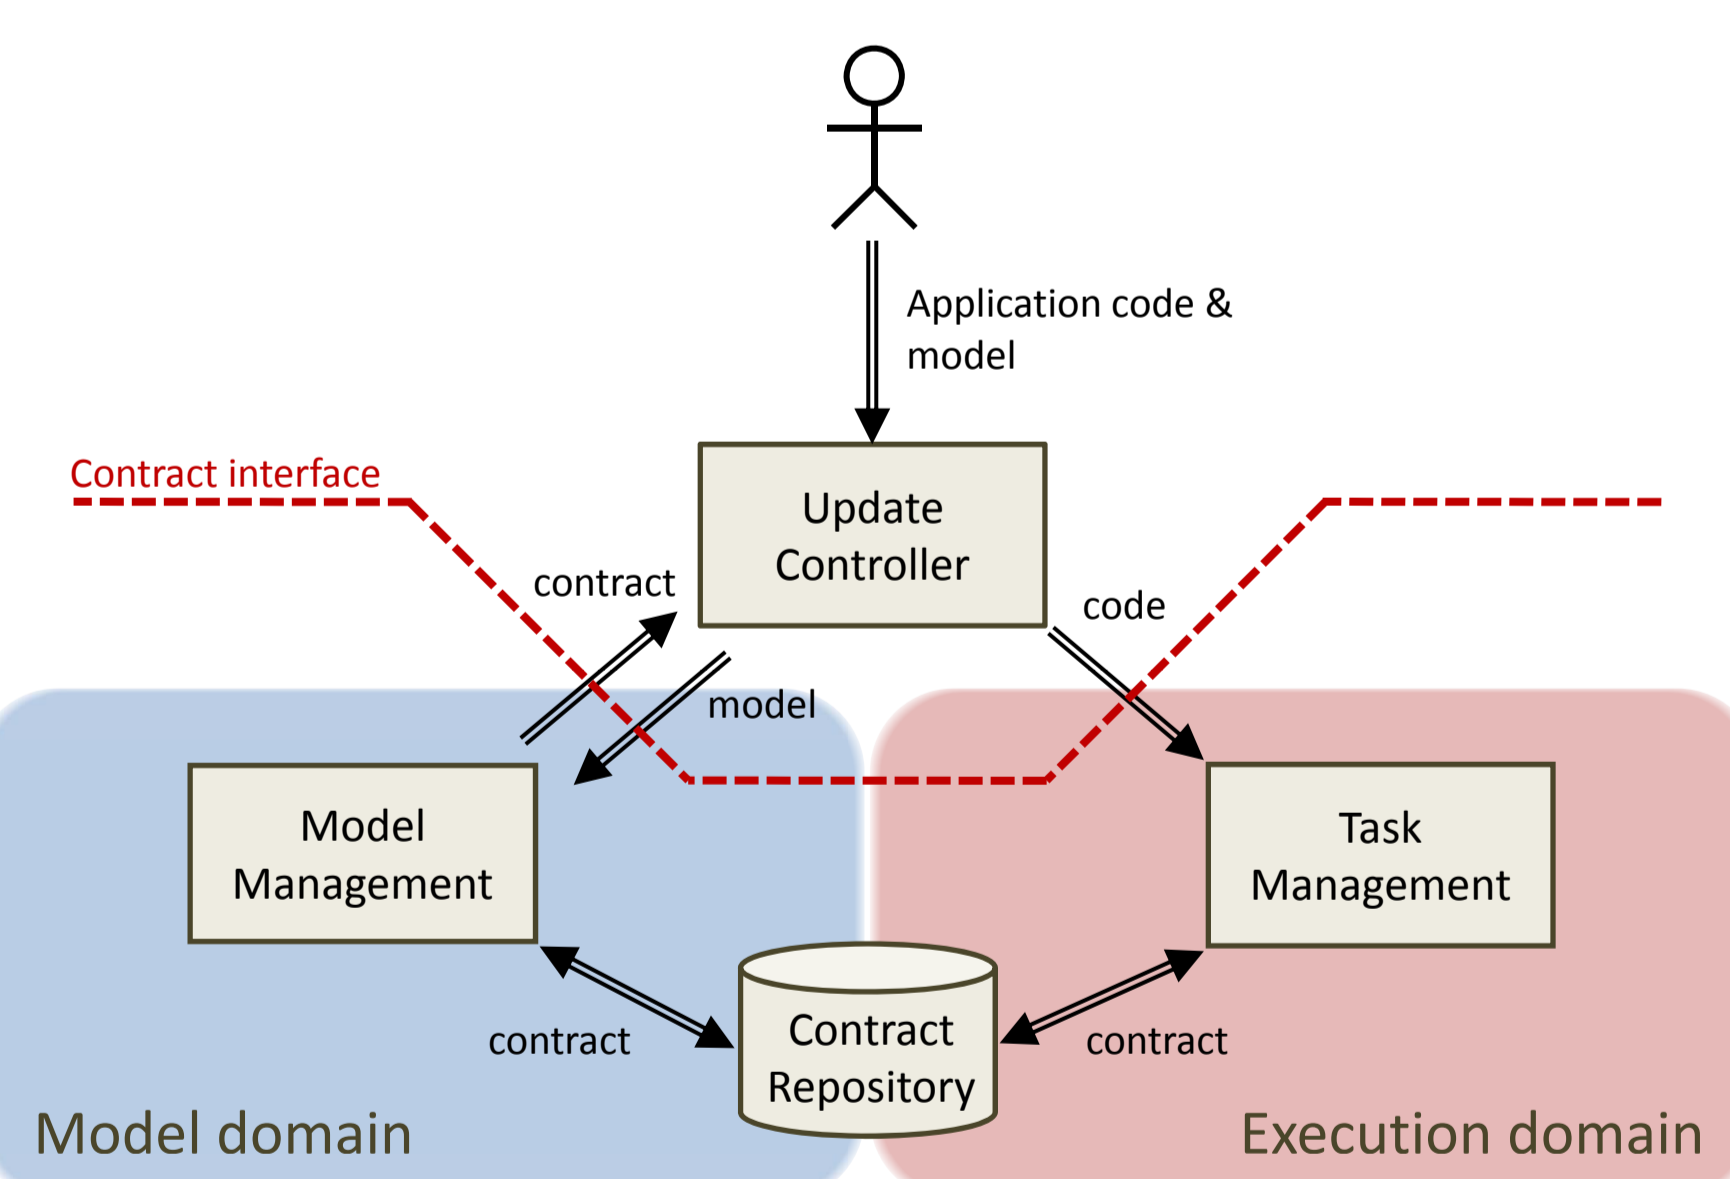 Application code &
model
Contract interface
Update
Controller
contract
code
model
Model
Management
Task
Management
contract
Contract
Repository
contract
Model domain
Execution domain